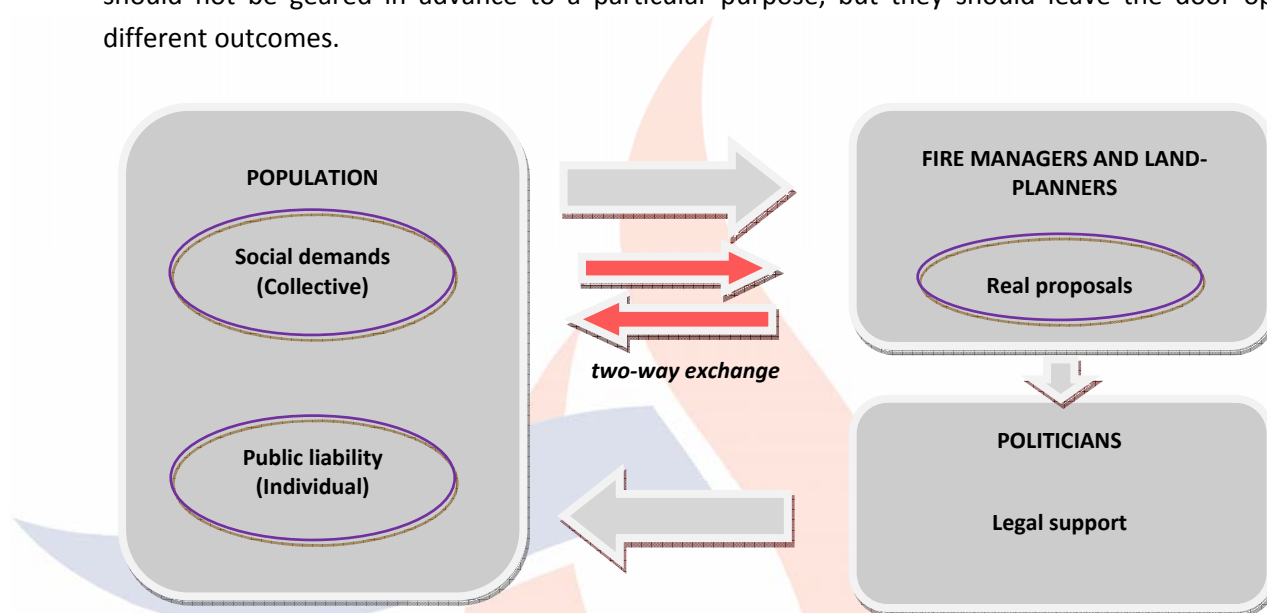 should not be geared in advance to a particular purpose, but they should leave the door
different outcomes.
POPULATION
Social demands
(Collective)
Public liability
(Individual)
two-way exchange
FIRE MANAGERS AND LAND-
PLANNERS
Real proposals
POLITICIANS
Legal support